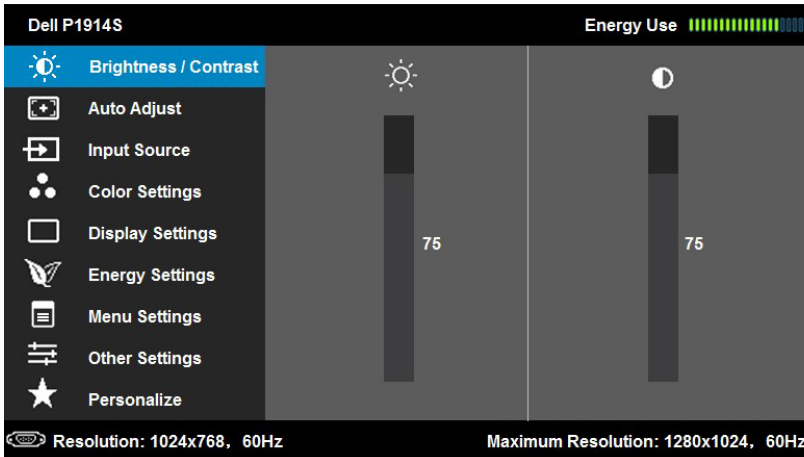 Dell P1914S Energy Use
Brightness / Contrast
Auto Adjust
Input Source
Color Settings
Display Settings
75 75
Energy Settings
Menu Settings
Other Settings
Personalize
Resolution: 1024x768, 60Hz Maximum Resolution: 1280x1024, 60Hz